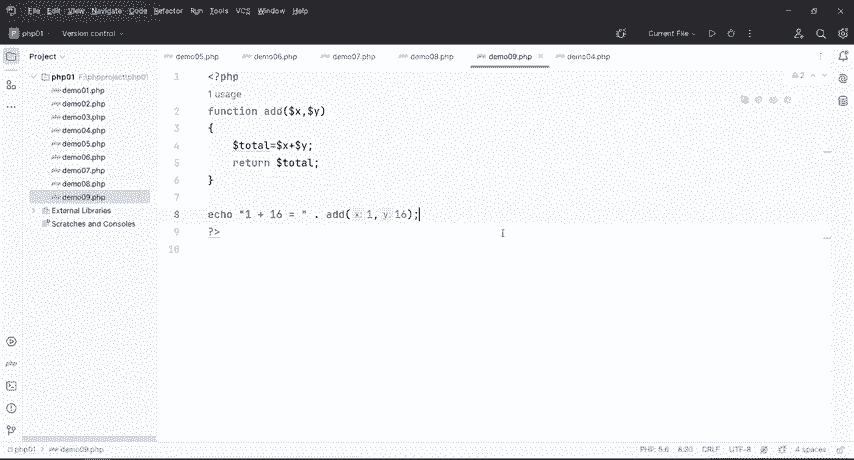 File Edit View Navigate Code Refactor Run Tools VCS Window Help
P php01 Version control Current File
Project demo05.php demo06.php demo07.php demo08.php demo09.php demo04.php
php01 F:\phpproject\php01
demo01.php
demo02.php
demo03.php
demo04.php
demo05.php
demo06.php
demo07.php
demo08.php
demo09.php
External Libraries
Scratches and Consoles
1 <?php
1 usage
2 function add($x,$y)
3 {
4 $total=$x+$y;
5 return $total;
6 }
7
8 echo "1 + 16 = " . add( x: 1, y: 16);
9 ?>
10
2
php01 > demo09.php PHP: 5.6 8:30 CRLF UTF-8 4 spaces